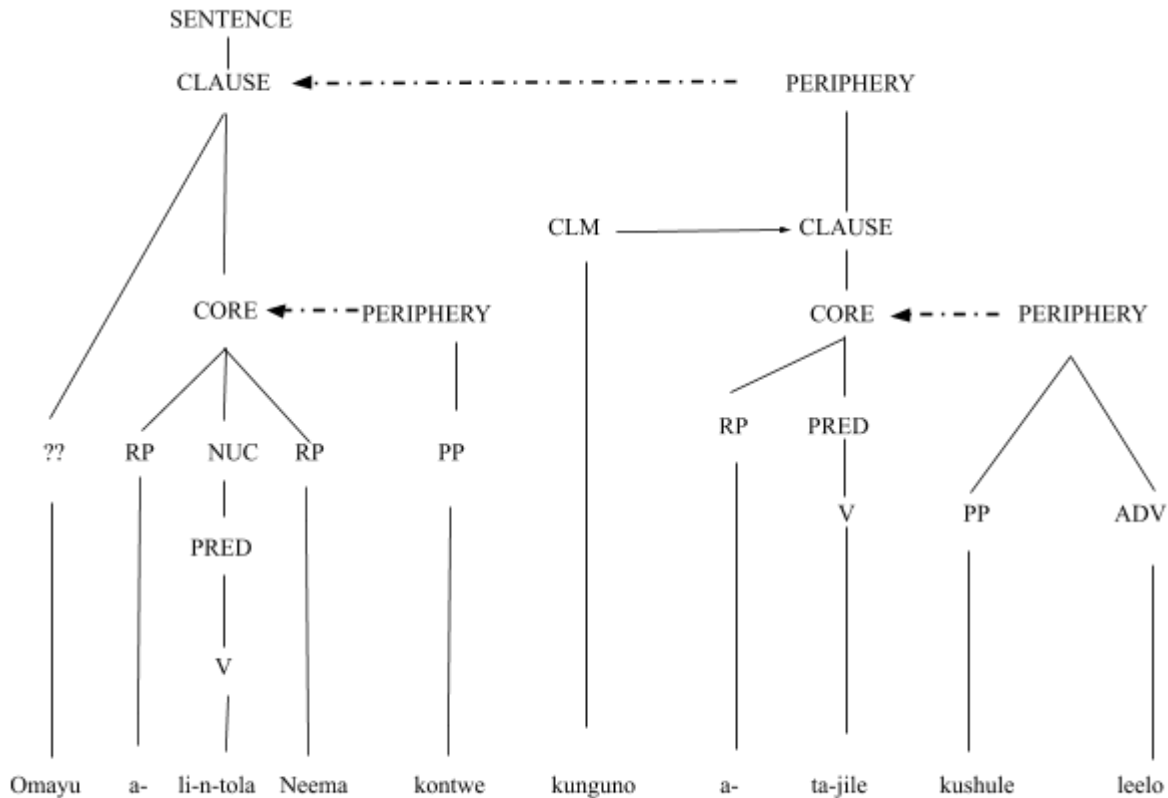 SENTENCE
CLAUSE PERIPHERY
CLM CLAUSE
CORE PERIPHERY CORE PERIPHERY
?? RP NUC RP PP RP PRED
V PP ADV
PRED
V
Omayu a- li-n-tola Neema kontwe kunguno a- ta-jile kushule leelo